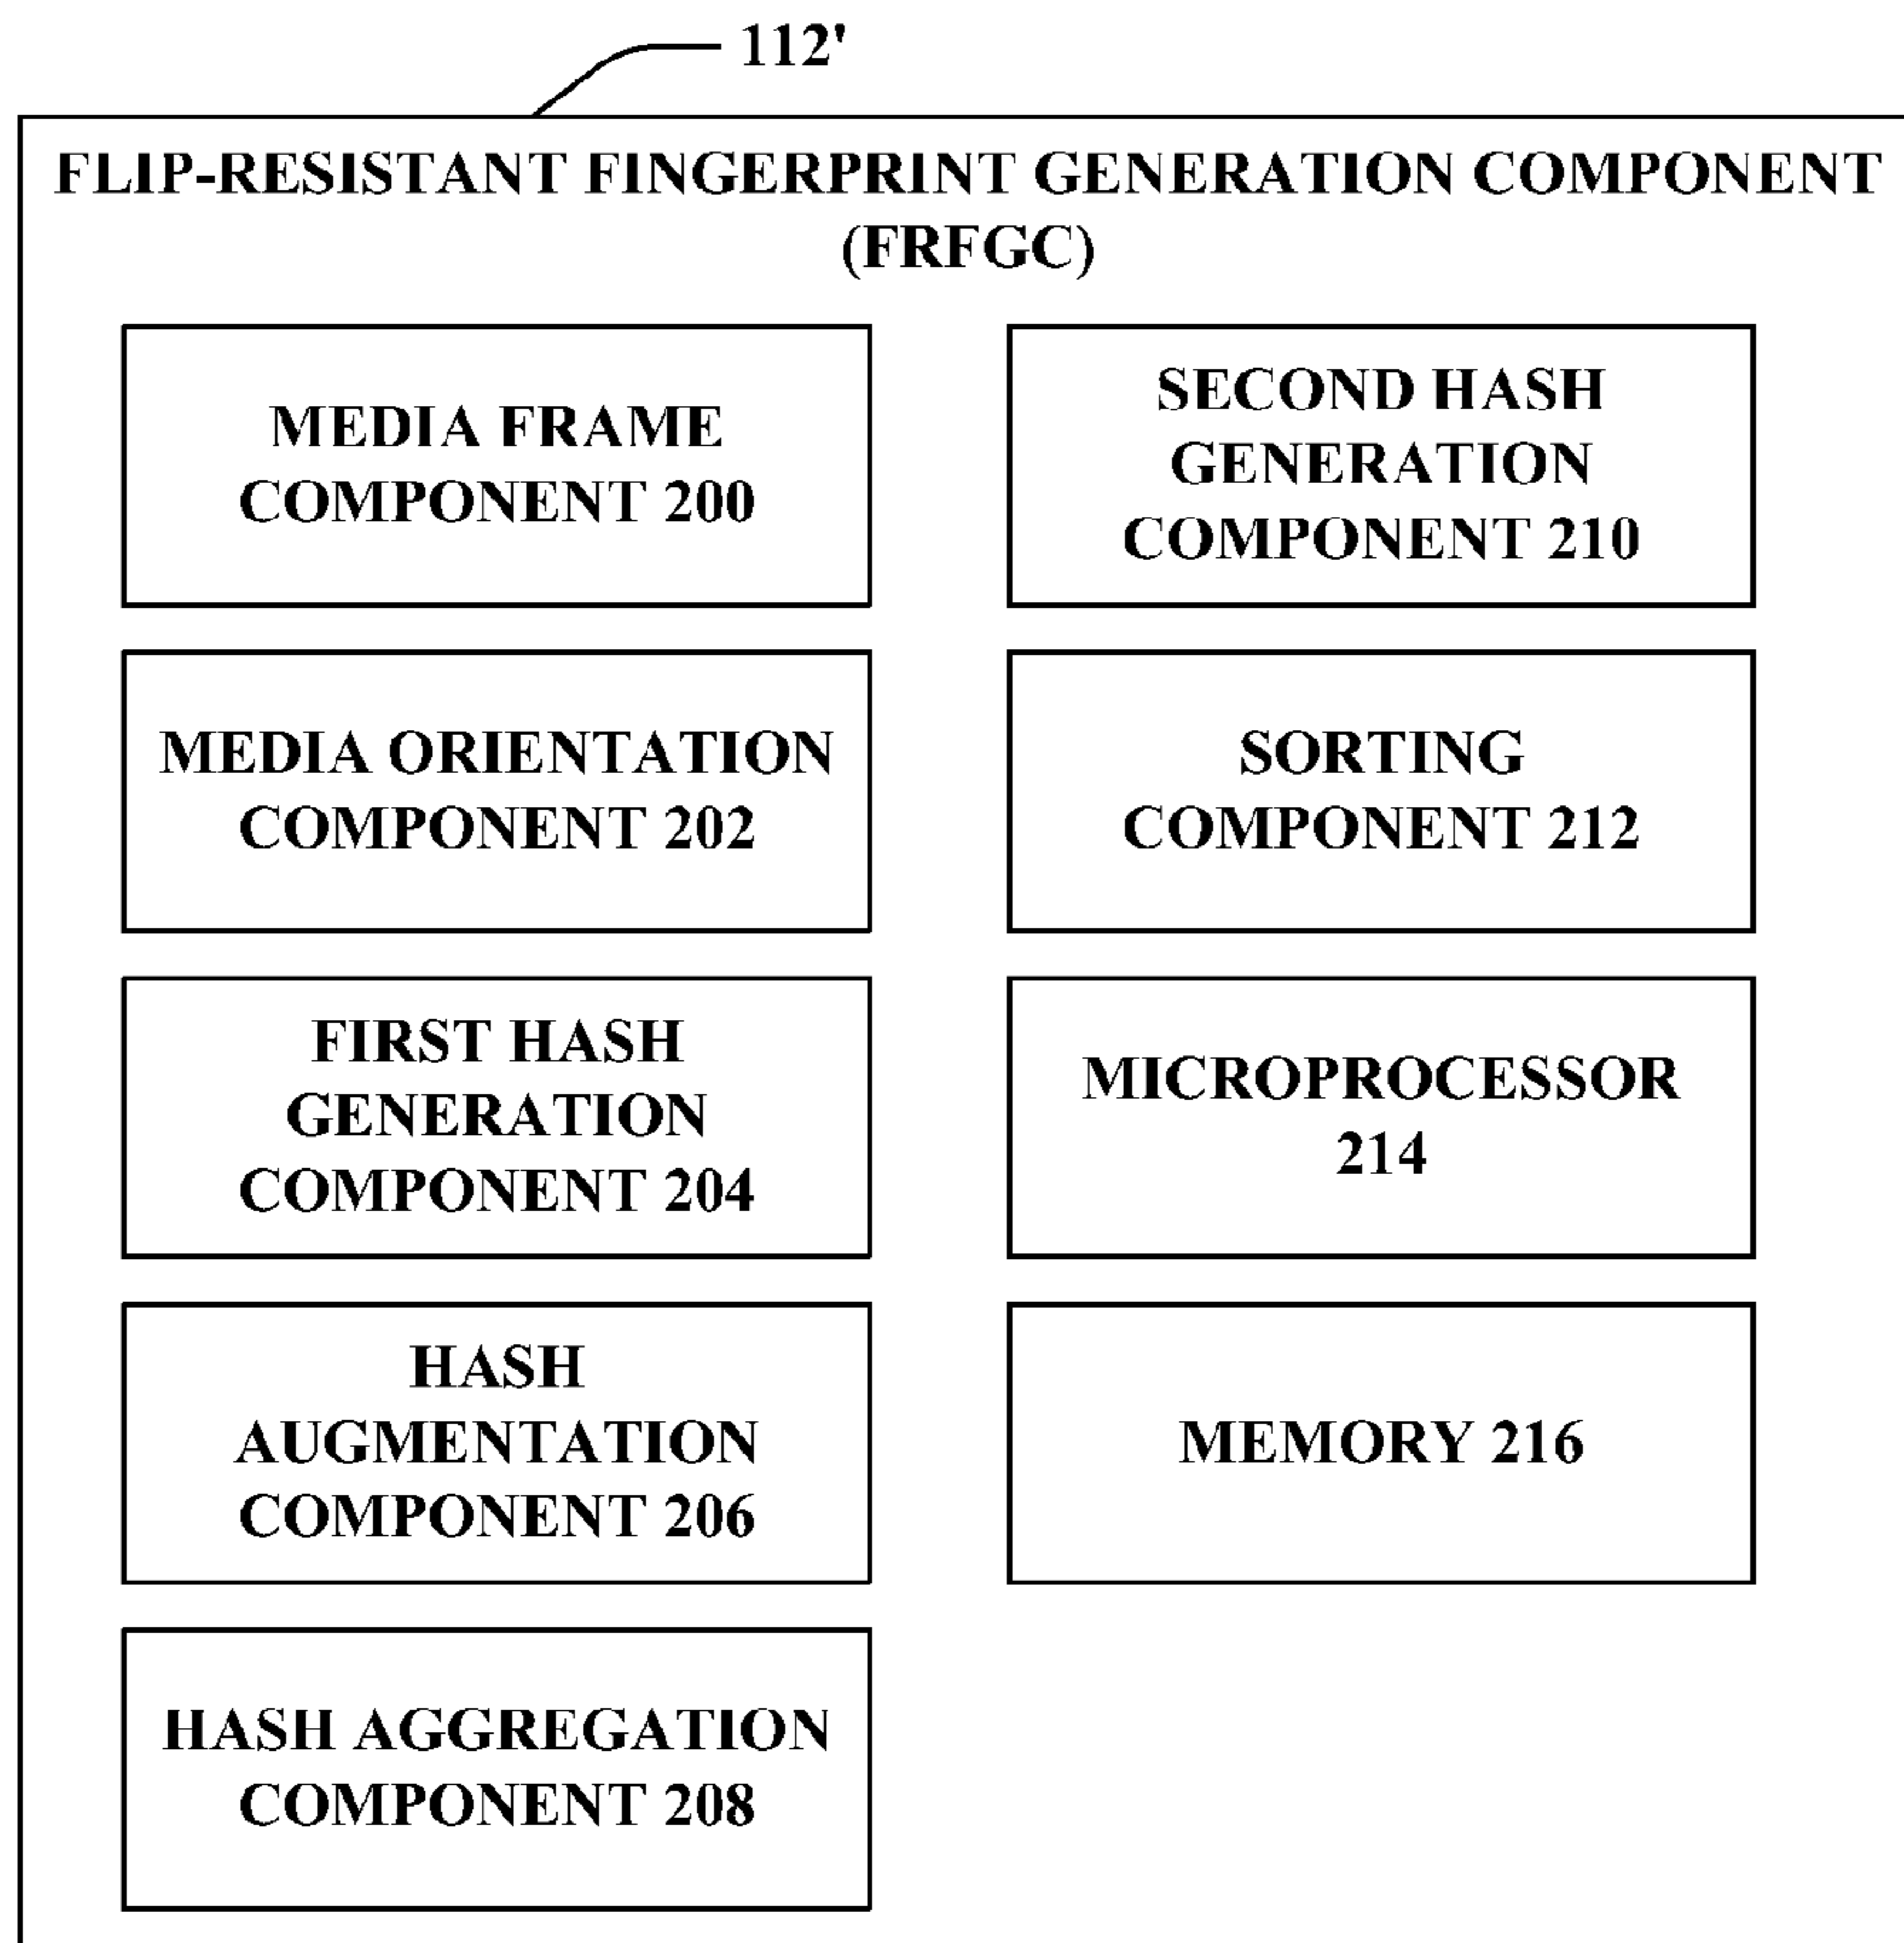 112'
FLIP-RESISTANT FINGERPRINT GENERATION COMPONENT
(FRFGC)
MEDIA FRAME
COMPONENT 200
MEDIA ORIENTATION
COMPONENT 202
FIRST HASH
GENERATION
COMPONENT 204
HASH
AUGMENTATION
COMPONENT 206
HASH AGGREGATION
COMPONENT 208
SECOND HASH
GENERATION
COMPONENT 210
SORTING
COMPONENT 212
MICROPROCESSOR
214
MEMORY 216